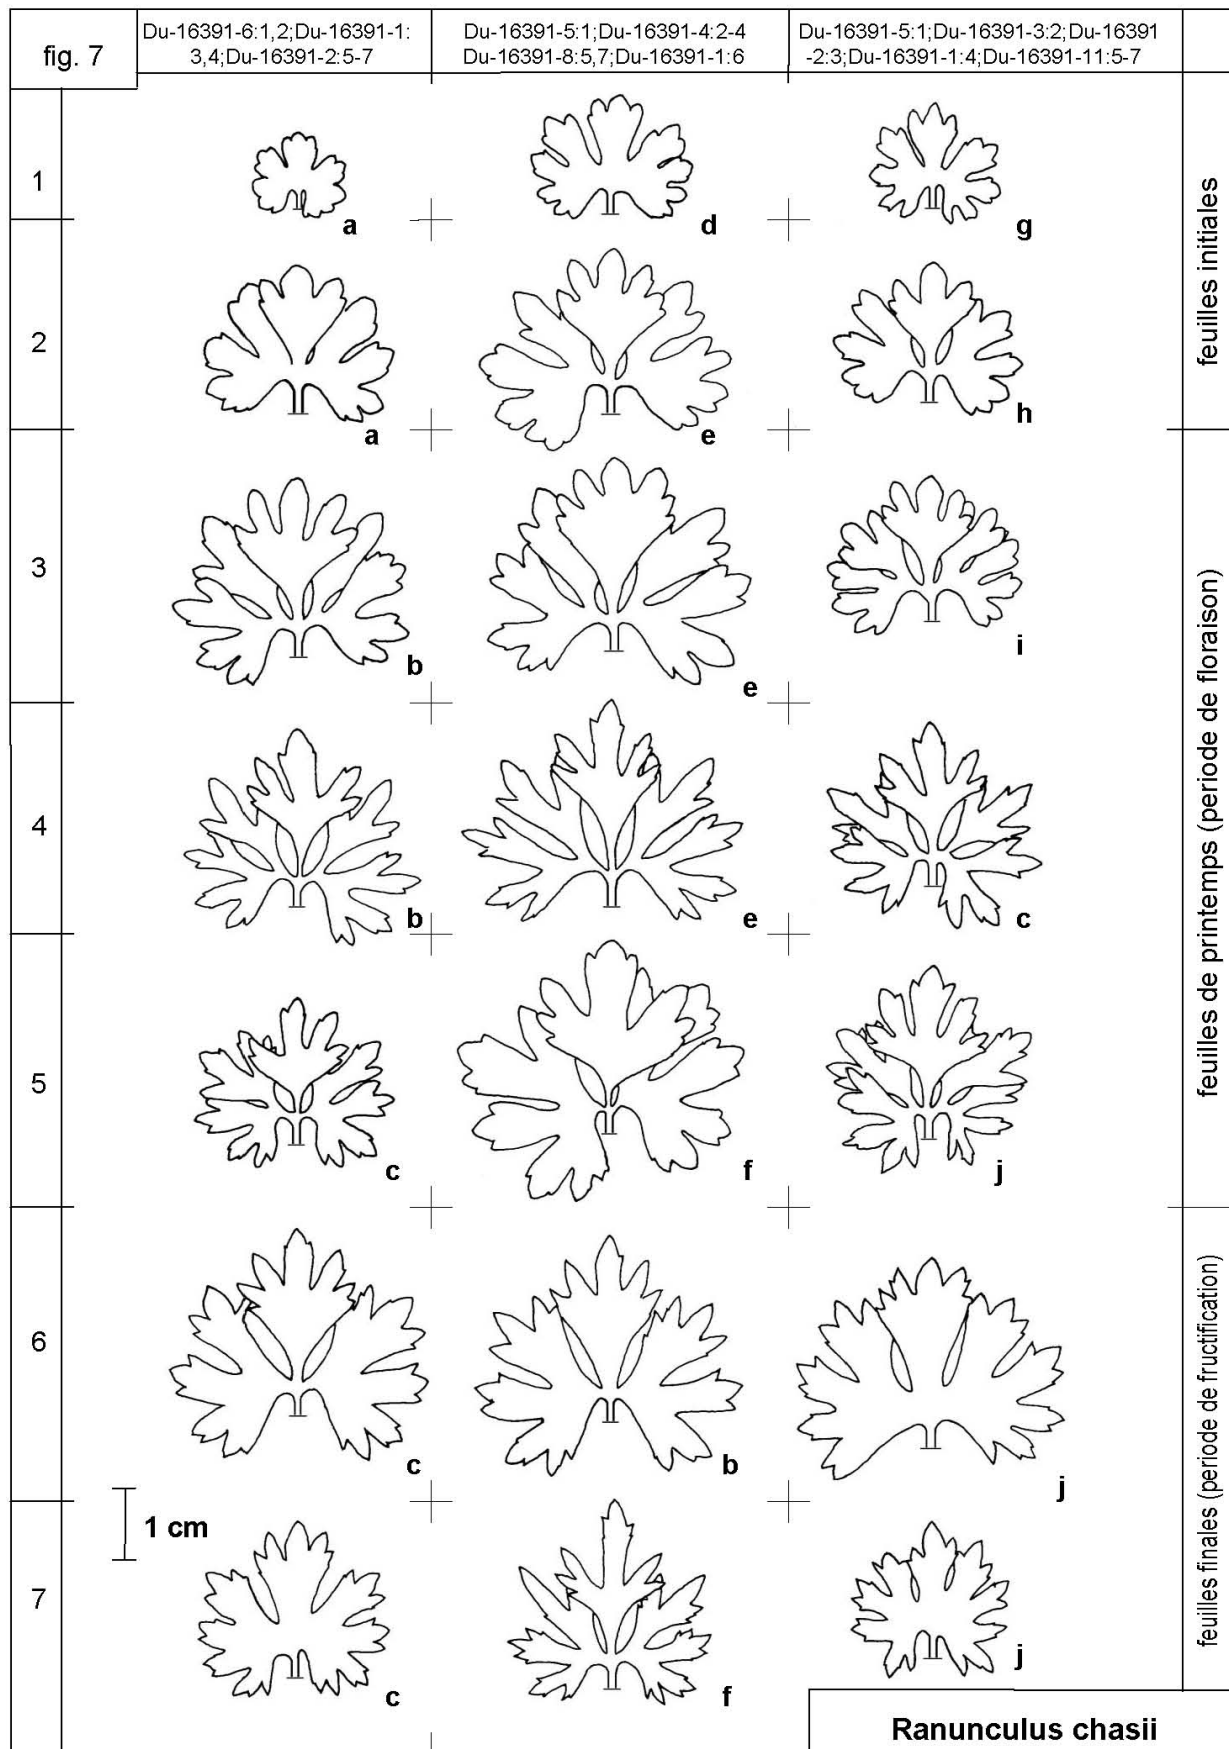 fig. 7
Du-16391-6:1,2;Du-16391-1:
3,4;Du-16391-2:5-7
Du-16391-5:1;Du-16391-4:2-4
Du-16391-8:5,7;Du-16391-1:6
Du-16391-5:1;Du-16391-3:2;Du-16391
-2:3;Du-16391-1:4;Du-16391-11:5-7
1
a
d
g
feuilles initiales
2
a
e
h
3
b
e
i
feuilles de printemps (periode de floraison)
4
b
e
c
5
c
f
j
6
c
b
j
feuilles finales (periode de fructification)
1 cm
7
c
f
j
Ranunculus chasii